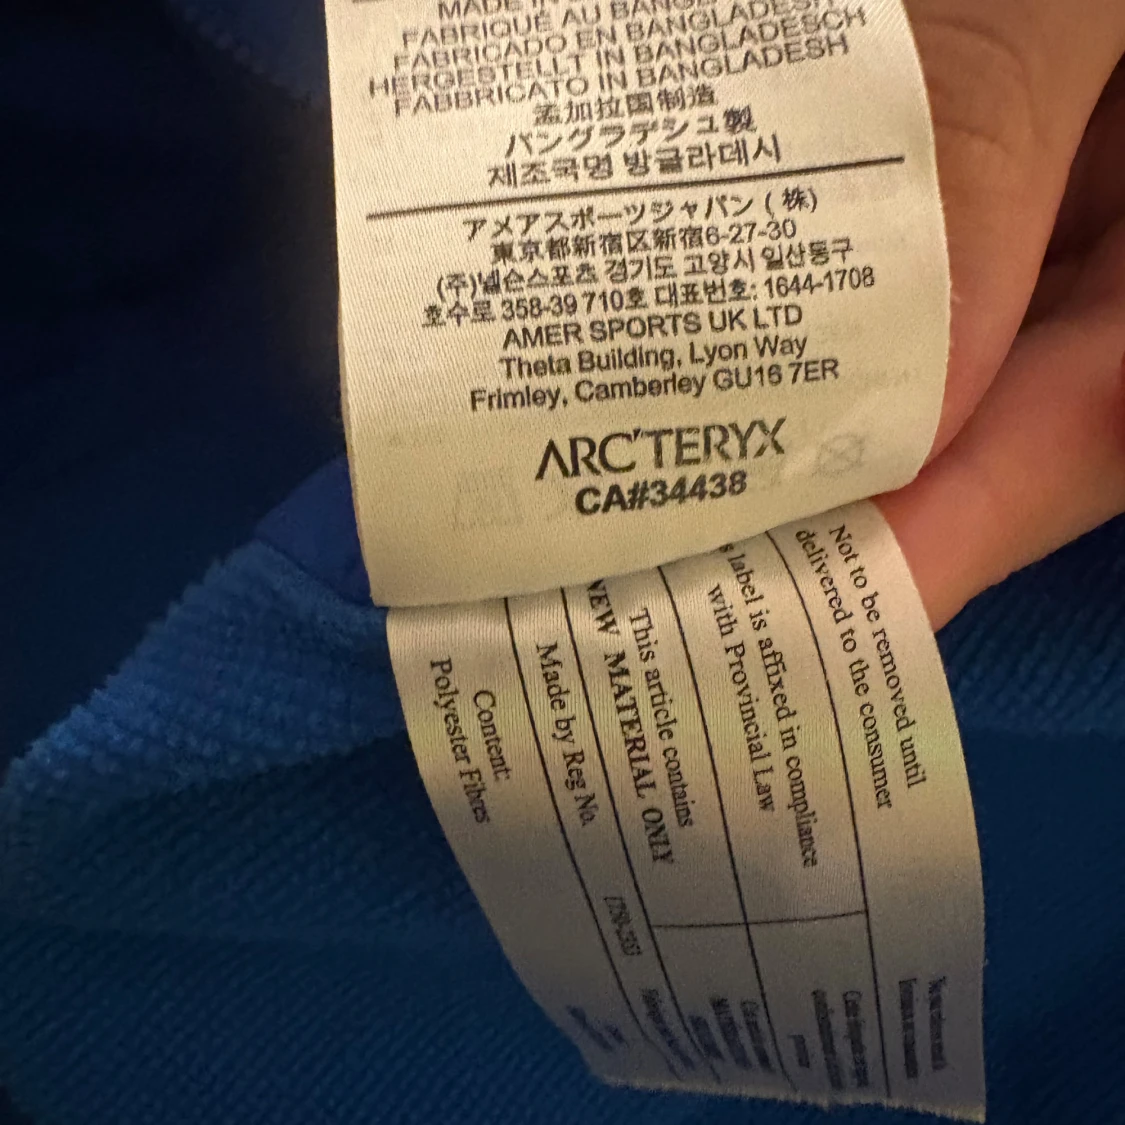 MADE IN
FABRIQUÉ AU BANGLADESH
FABRICADO EN BANGLADESH
HERGESTELLT IN BANGLADESCH
FABBRICATO IN BANGLADESH
孟加拉国制造
バングラデシュ製
제조국명 방글라데시
アメアスポーツジャパン (株)
東京都新宿区新宿6-27-30
(주)넬슨스포츠 경기도 고양시 일산동구
호수로 358-39 710호 대표번호: 1644-1708
AMER SPORTS UK LTD
Theta Building, Lyon Way
Frimley, Camberley GU16 7ER
ARC'TERYX
CA#34438
Not to be removed until
delivered to the consumer
label is affixed in compliance
with Provincial Law
This article contains
NEW MATERIAL ONLY
Made by Reg No.
Content:
Polyester Fibres